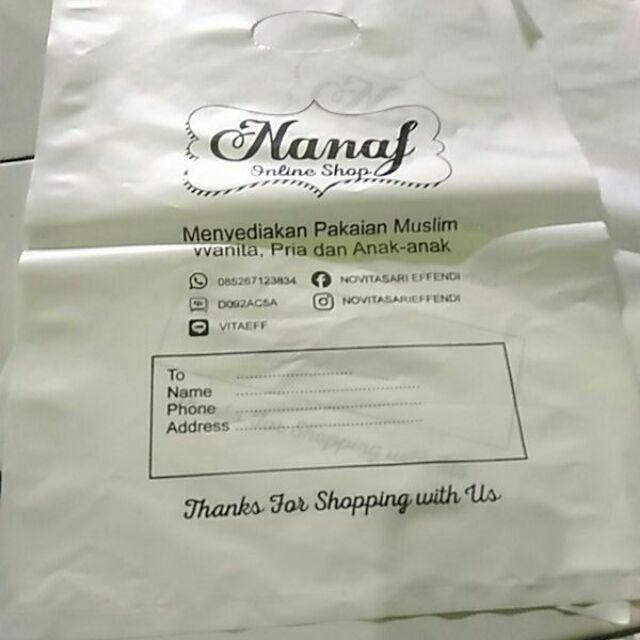 Nanaf
Online Shop
Menyediakan Pakaian Muslim
Wanita, Pria dan Anak-anak
085267123834 NOVITASARI EFFENDI
D092AC5A NOVITASARIEFFENDI
VITAEFF
To ..............................
Name ..............................
Phone ..............................
Address ..............................
Thanks For Shopping with Us